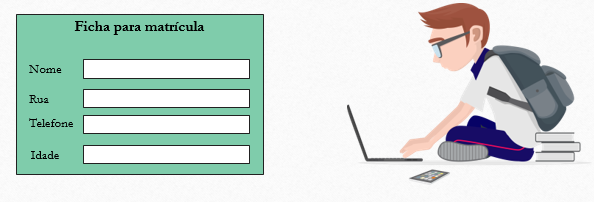 Ficha para matrícula
Nome
Rua
Telefone
Idade